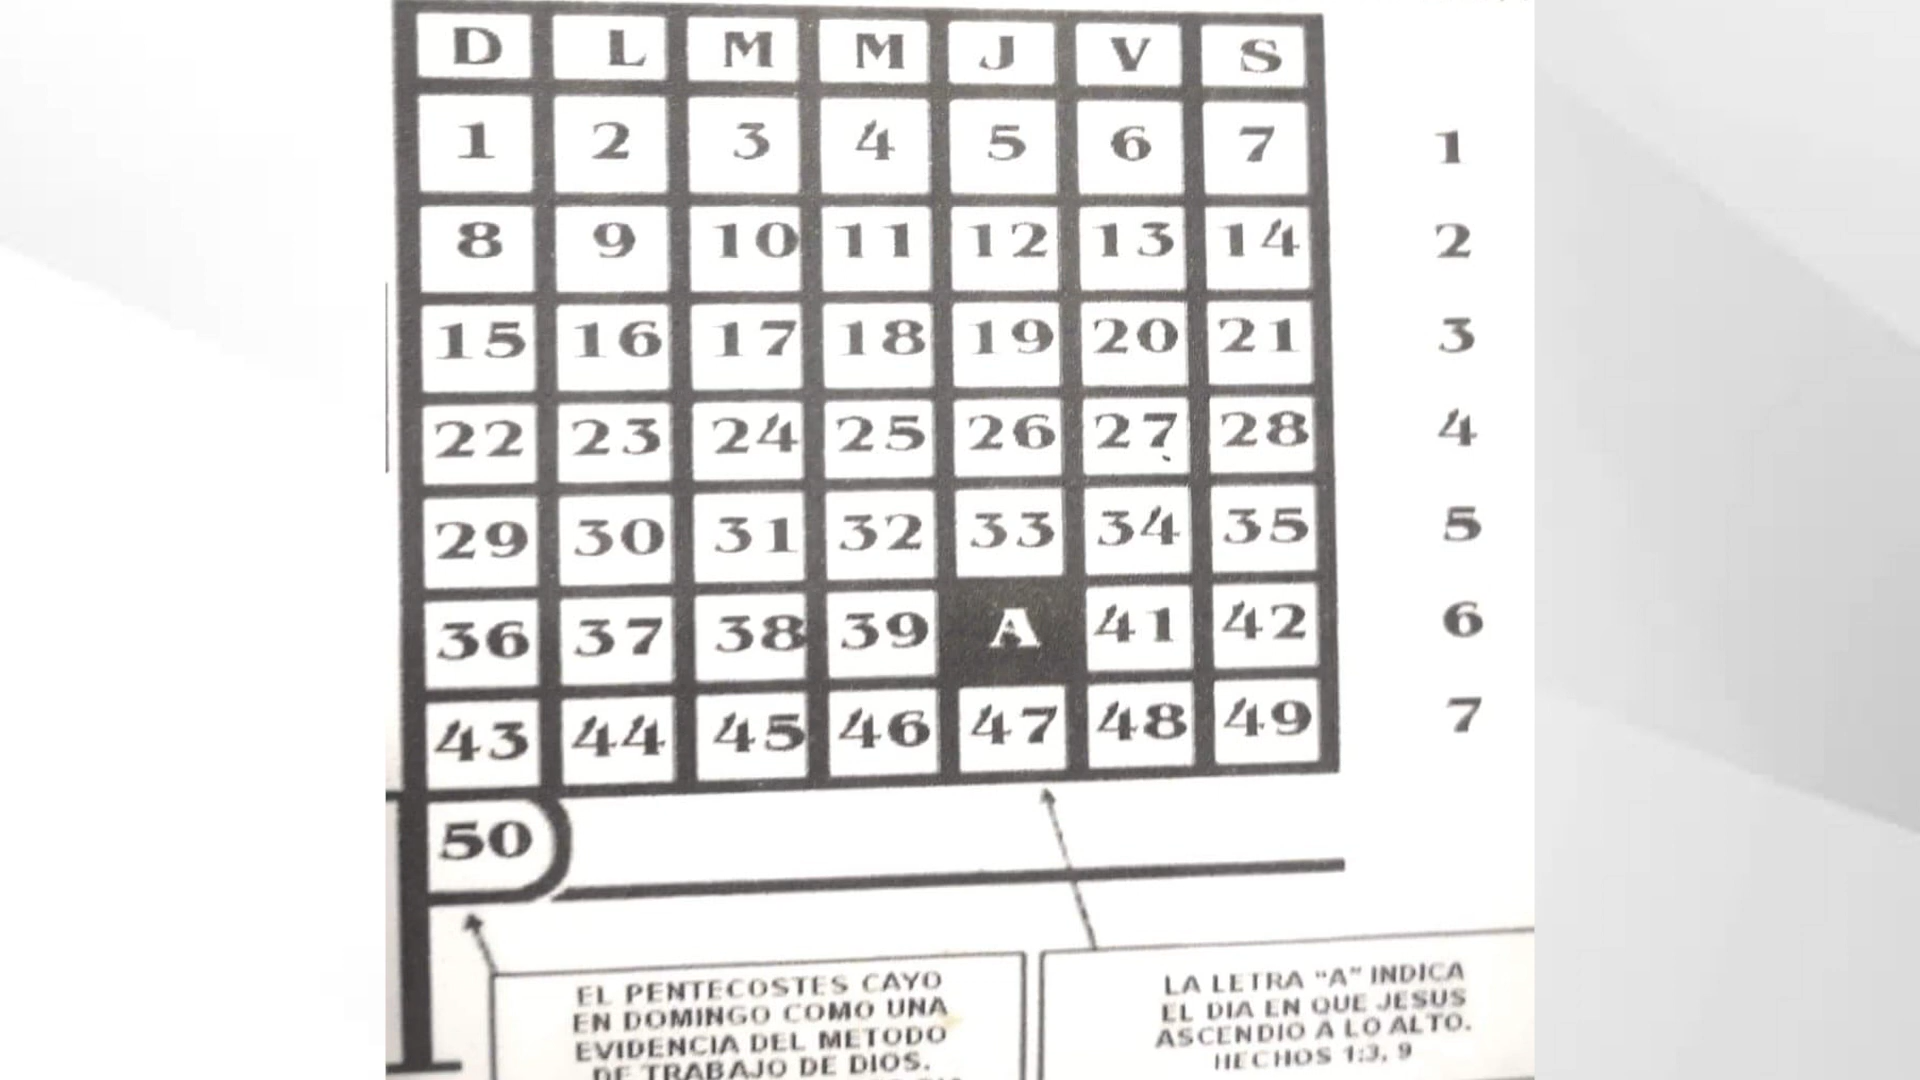 D L M M J V S
1 2 3 4 5 6 7 1
8 9 10 11 12 13 14 2
15 16 17 18 19 20 21 3
22 23 24 25 26 27 28 4
29 30 31 32 33 34 35 5
36 37 38 39 A 41 42 6
43 44 45 46 47 48 49 7
50
EL PENTECOSTES CAYO
EN DOMINGO COMO UNA
EVIDENCIA DEL METODO
DE TRABAJO DE DIOS.
LA LETRA "A" INDICA
EL DIA EN QUE JESUS
ASCENDIO A LO ALTO.
HECHOS 1:3, 9